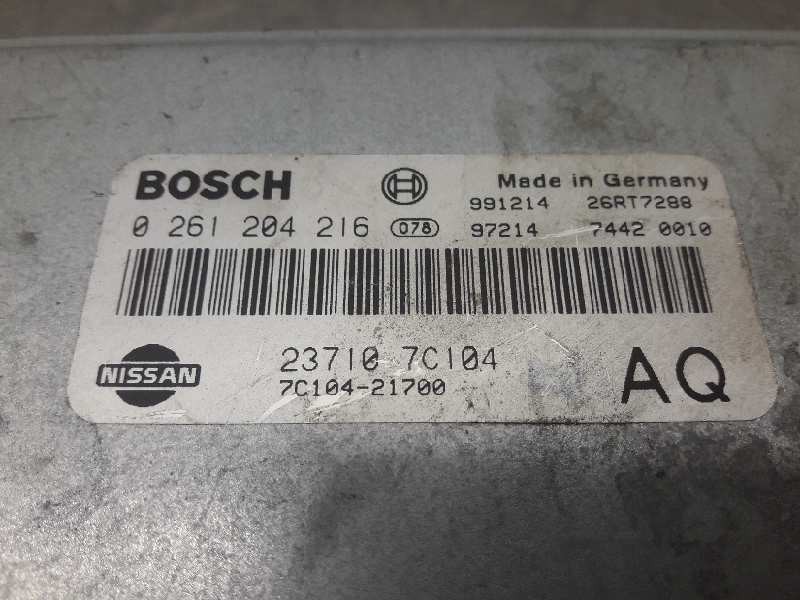 BOSCH Made in Germany
991214 26RT7288
0 261 204 216 078 97214 7442 0010
NISSAN 23710 7C104 AQ
7C104-21700